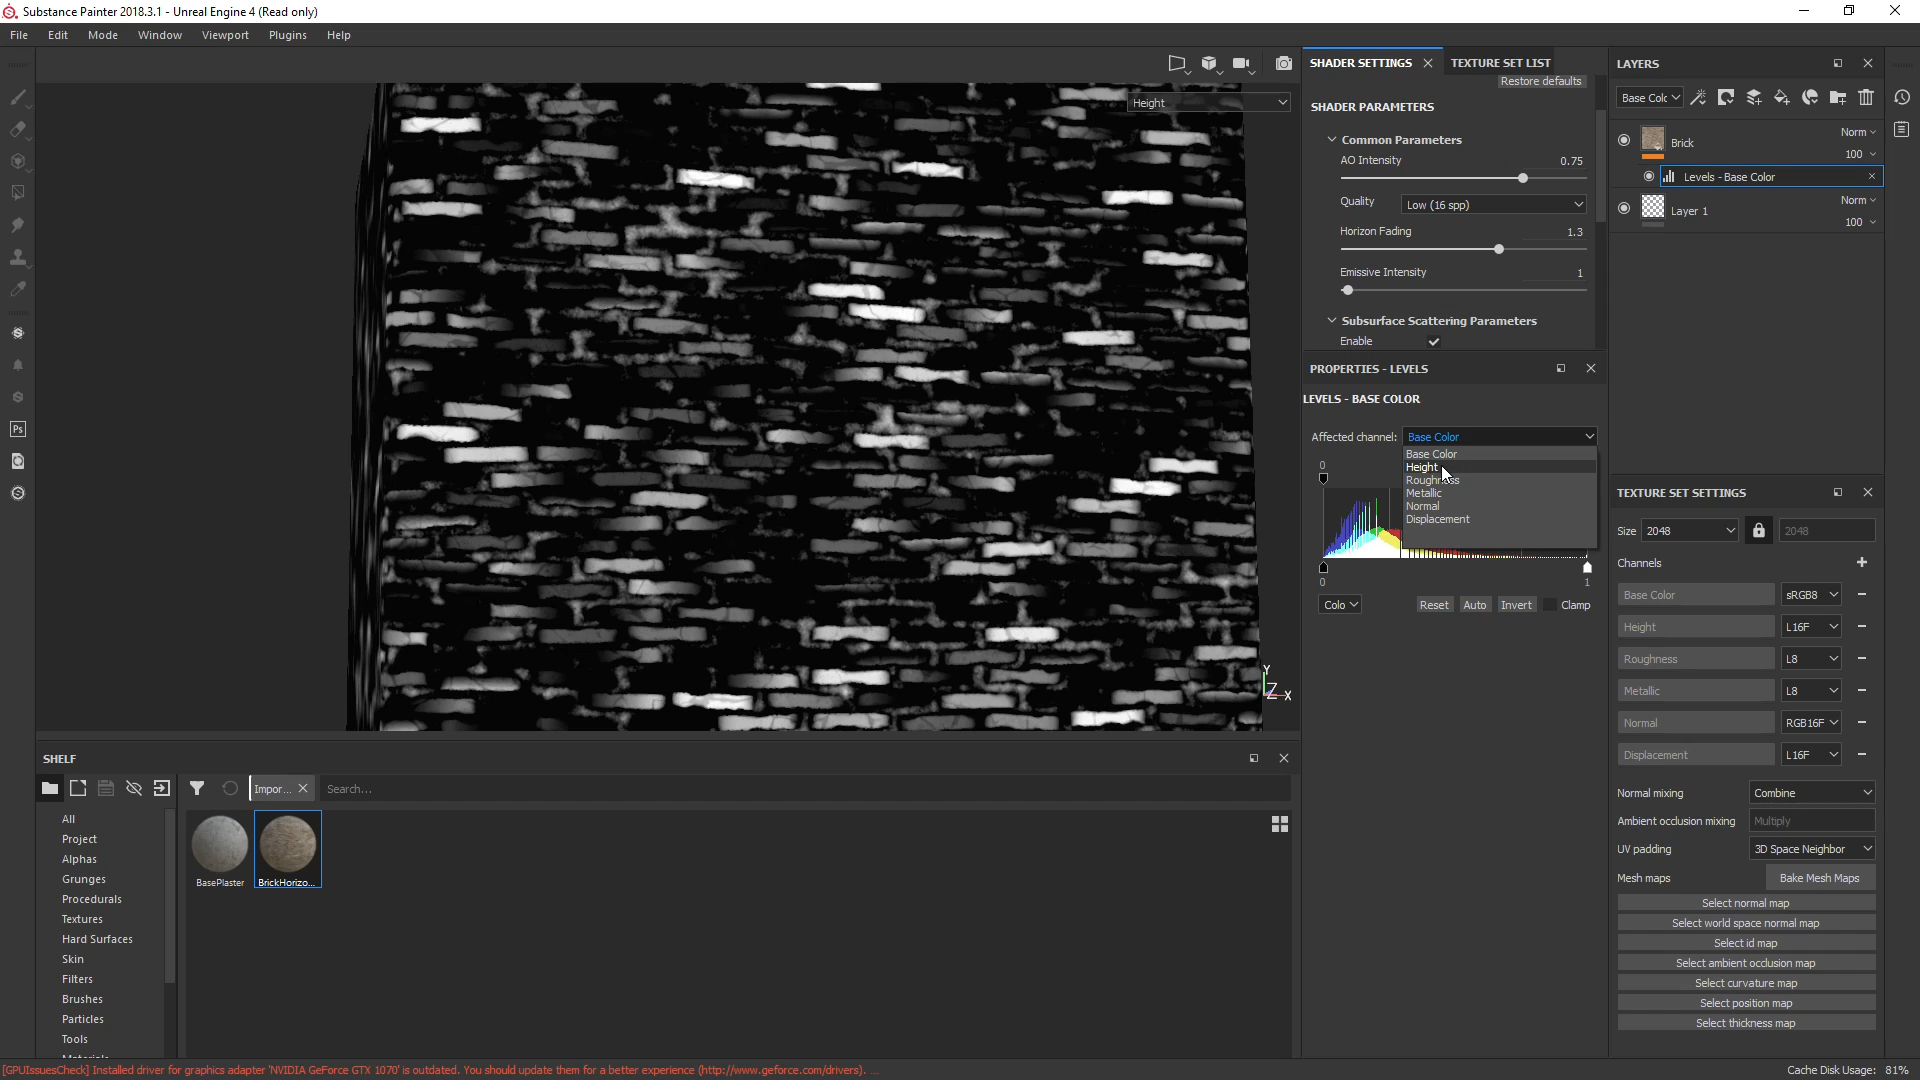 Substance Painter 2018.3.1 - Unreal Engine 4 (Read only)
File Edit Mode Window Viewport Plugins Help
Height
SHADER SETTINGS
TEXTURE SET LIST
Restore defaults
SHADER PARAMETERS
Common Parameters
AO Intensity 0.75
Quality Low (16 spp)
Horizon Fading 1.3
Emissive Intensity 1
Subsurface Scattering Parameters
Enable
PROPERTIES - LEVELS
LEVELS - BASE COLOR
Affected channel: Base Color
Base Color
Height
Roughness
Metallic
Normal
Displacement
0
0 1
Colo Reset Auto Invert Clamp
LAYERS
Base Colc
Brick Norm
100
Levels - Base Color
Layer 1 Norm
100
TEXTURE SET SETTINGS
Size 2048 2048
Channels
Base Color sRGB8
Height L16F
Roughness L8
Metallic L8
Normal RGB16F
Displacement L16F
Normal mixing Combine
Ambient occlusion mixing Multiply
UV padding 3D Space Neighbor
Mesh maps Bake Mesh Maps
Select normal map
Select world space normal map
Select id map
Select ambient occlusion map
Select curvature map
Select position map
Select thickness map
Y
Z X
Ps
SHELF
Impor... Search...
All
Project
Alphas
Grunges
Procedurals
Textures
Hard Surfaces
Skin
Filters
Brushes
Particles
Tools
Materials
BasePlaster BrickHorizo...
[GPUIssuesCheck] Installed driver for graphics adapter 'NVIDIA GeForce GTX 1070' is outdated. You should update them for a better experience (http://www.geforce.com/drivers). ...
Cache Disk Usage: 81%